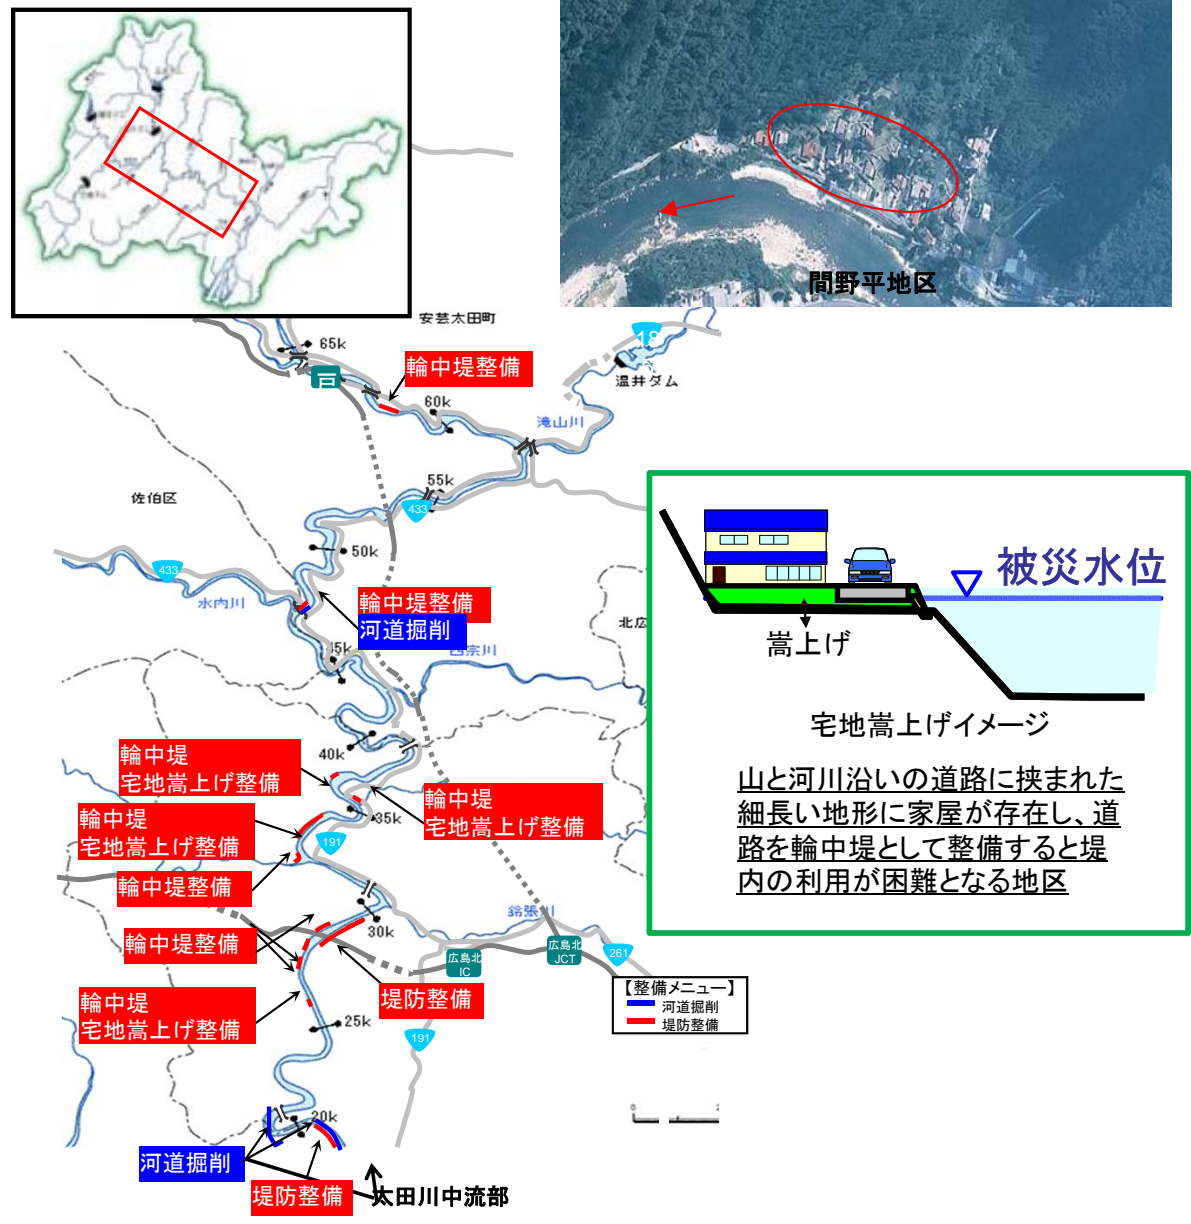 間野平地区
安芸太田町
65k
輪中堤整備
戸
60k
滝山川
温井ダム
佐伯区
55k
433
50k
433
水内川
輪中堤整備
河道掘削
45k
北広
西宗川
40k
輪中堤
宅地嵩上げ整備
輪中堤
宅地嵩上げ整備
35k
輪中堤
宅地嵩上げ整備
191
輪中堤整備
輪中堤整備
30k
鈴張川
広島北
IC
広島北
JCT
261
堤防整備
輪中堤
宅地嵩上げ整備
25k
191
20k
河道掘削
堤防整備
太田川中流部
【整備メニュー】
河道掘削
堤防整備
0
被災水位
嵩上げ
宅地嵩上げイメージ
山と河川沿いの道路に挟まれた
細長い地形に家屋が存在し、道
路を輪中堤として整備すると堤
内の利用が困難となる地区